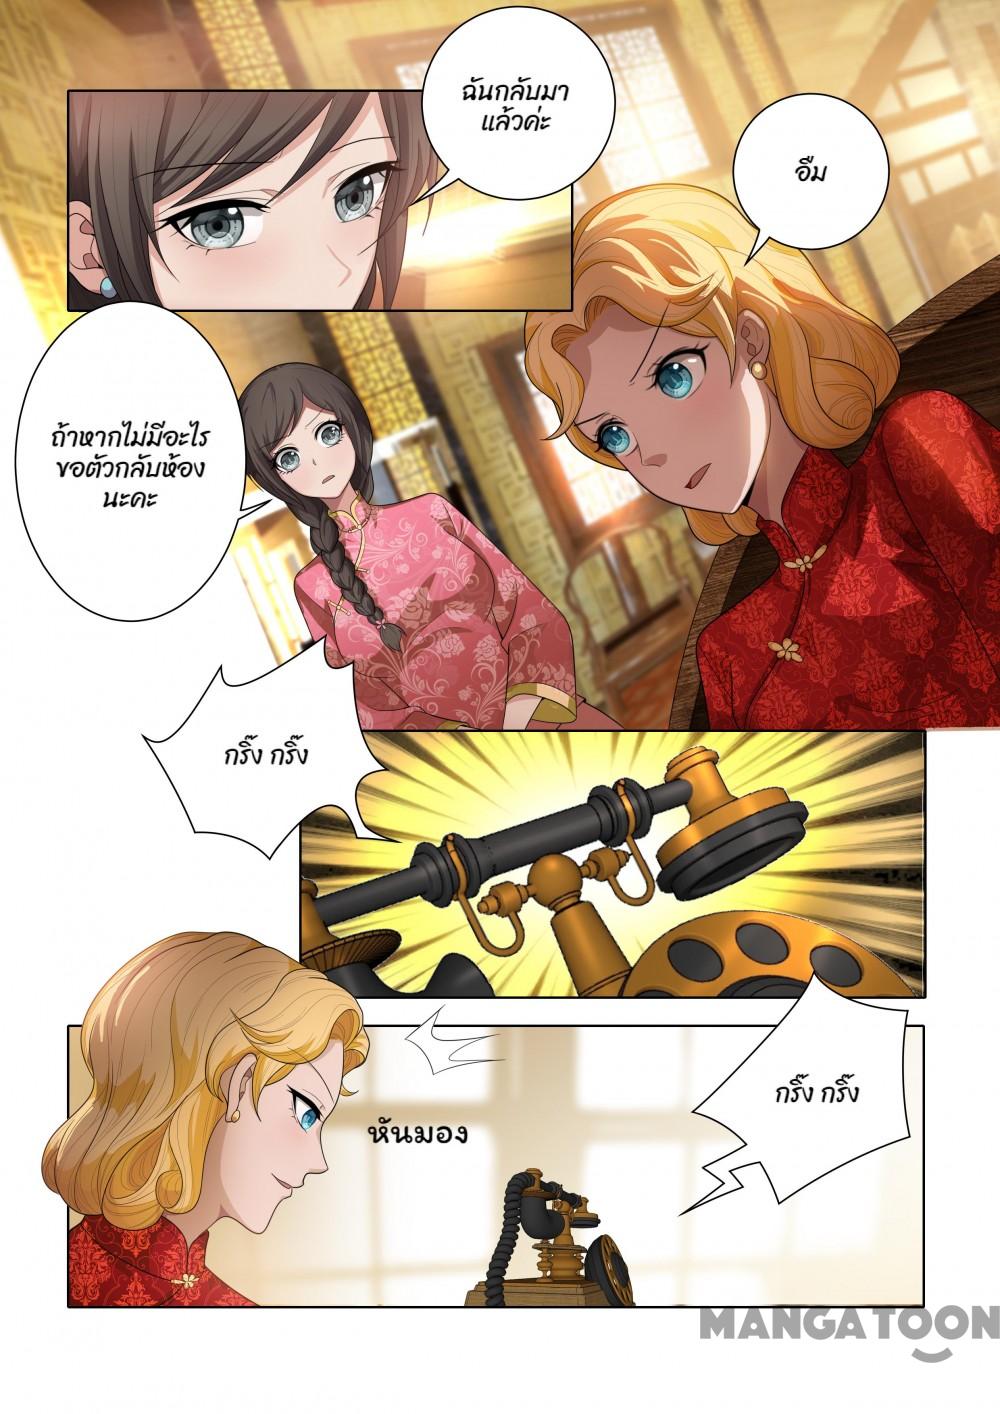 ฉันกลับมา
แล้วค่ะ
อืม
ถ้าหากไม่มีอะไร
ขอตัวกลับห้อง
นะคะ
กริ๊ง กริ๊ง
กริ๊ง กริ๊ง
หันมอง
MANGATOON